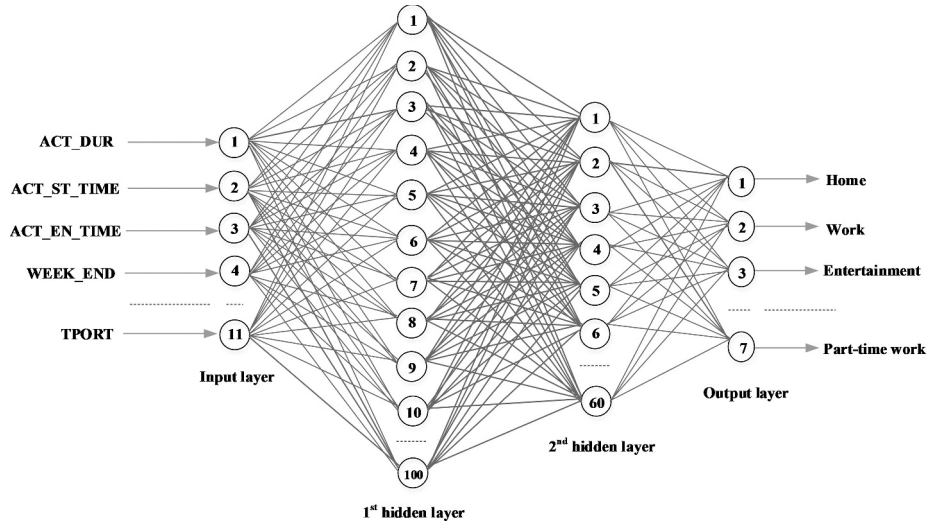 ACT_DUR
ACT_ST_TIME
ACT_EN_TIME
WEEK_END
TPORT
1
2
3
4
11
Input layer
1
2
3
4
5
6
7
8
9
10
100
1st hidden layer
1
2
3
4
5
6
60
2nd hidden layer
1
2
3
7
Output layer
Home
Work
Entertainment
Part-time work